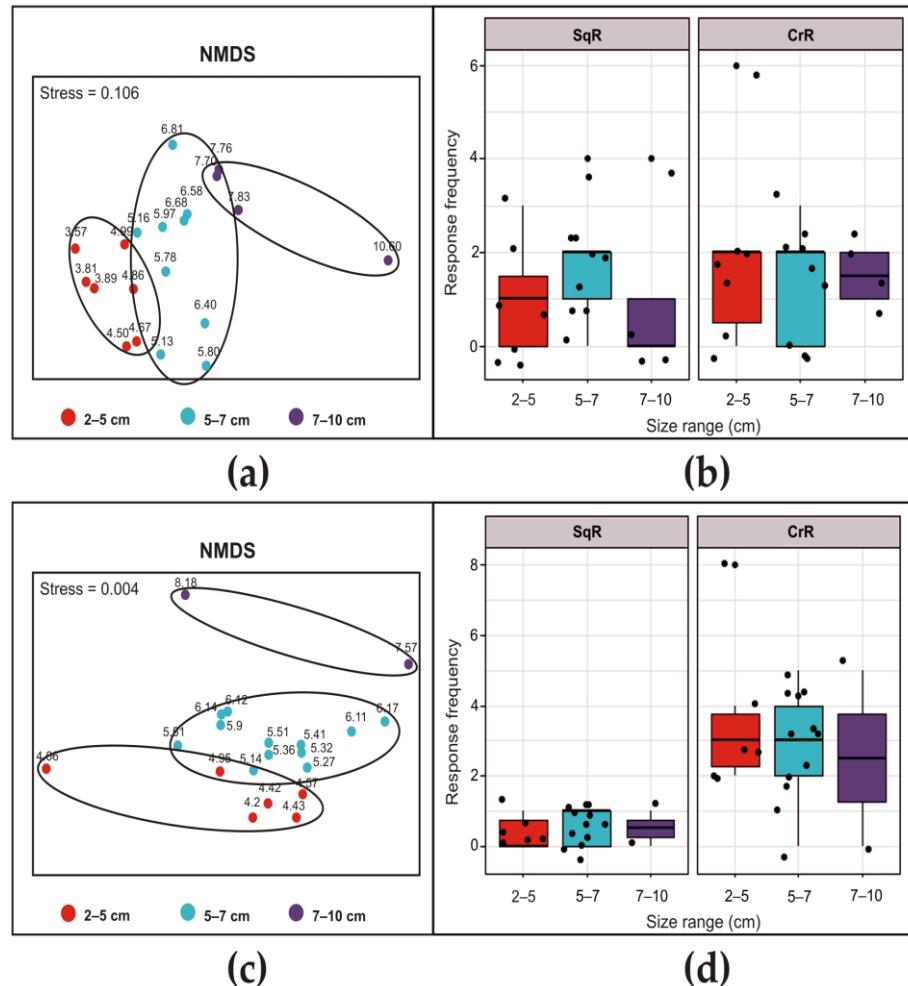 NMDS
Stress = 0.106
6.81
7.76
7.70
6.58
6.68
7.83
5.16
5.97
4.99
3.57
10.60
5.78
3.81
3.89
4.86
6.40
4.50
4.67
5.13
5.80
2–5 cm
5–7 cm
7–10 cm
(a)
SqR
CrR
Response frequency
6
4
2
0
2–5
5–7
7–10
2–5
5–7
7–10
Size range (cm)
(b)
NMDS
Stress = 0.004
8.18
7.57
6.14
6.12
6.17
5.9
6.11
5.51
5.51
5.41
5.36
5.32
4.95
5.14
5.27
4.42
4.57
4.2
4.43
2–5 cm
5–7 cm
7–10 cm
(c)
SqR
CrR
Response frequency
8
6
4
2
0
2–5
5–7
7–10
2–5
5–7
7–10
Size range (cm)
(d)